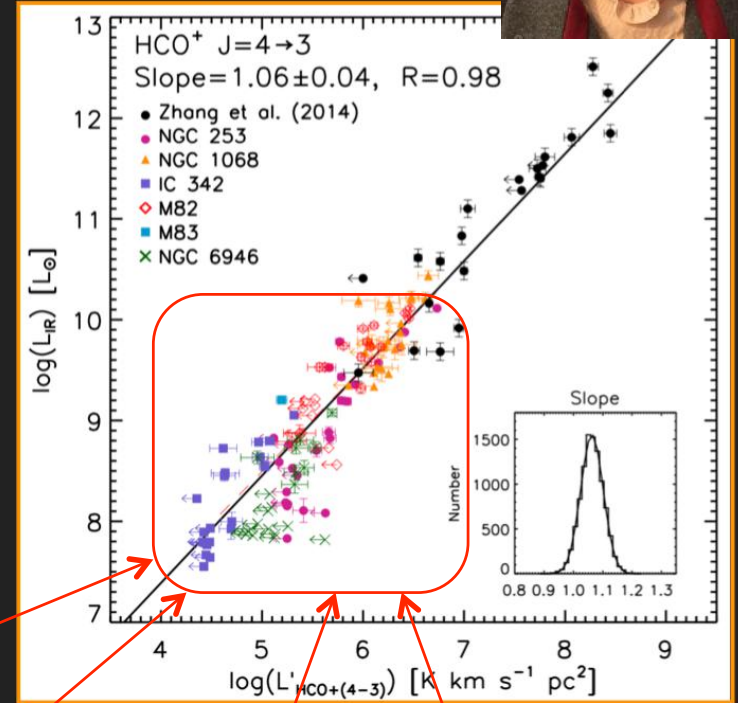 HCO⁺ J=4→3
Slope=1.06±0.04, R=0.98
Zhang et al. (2014)
NGC 253
NGC 1068
IC 342
M82
M83
NGC 6946
13
12
11
10
9
8
7
log(L_IR) [L_⊙]
4 5 6 7 8 9
log(L'_HCO+(4-3)) [K km s⁻¹ pc²]
Slope
1500
1000
500
0
Number
0.8 0.9 1.0 1.1 1.2 1.3